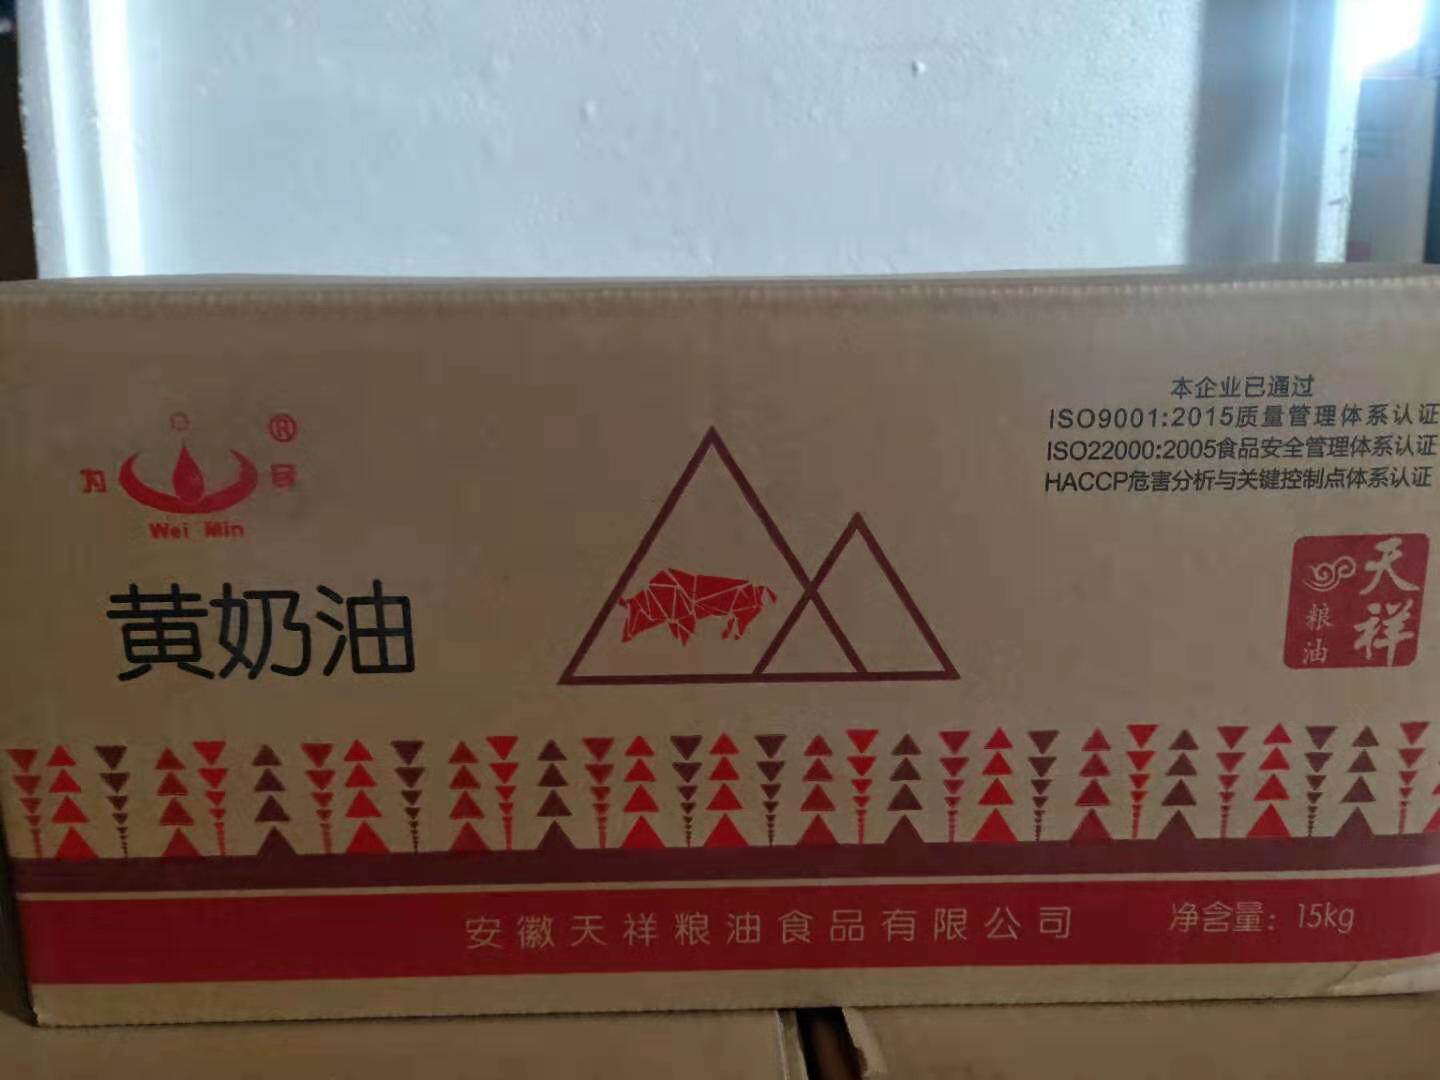 本企业已通过
ISO9001:2015质量管理体系认证
ISO22000:2005食品安全管理体系认证
HACCP危害分析与关键控制点体系认证
为 民 ®
Wei Min
黄奶油
天祥
粮油
安徽天祥粮油食品有限公司
净含量：15kg